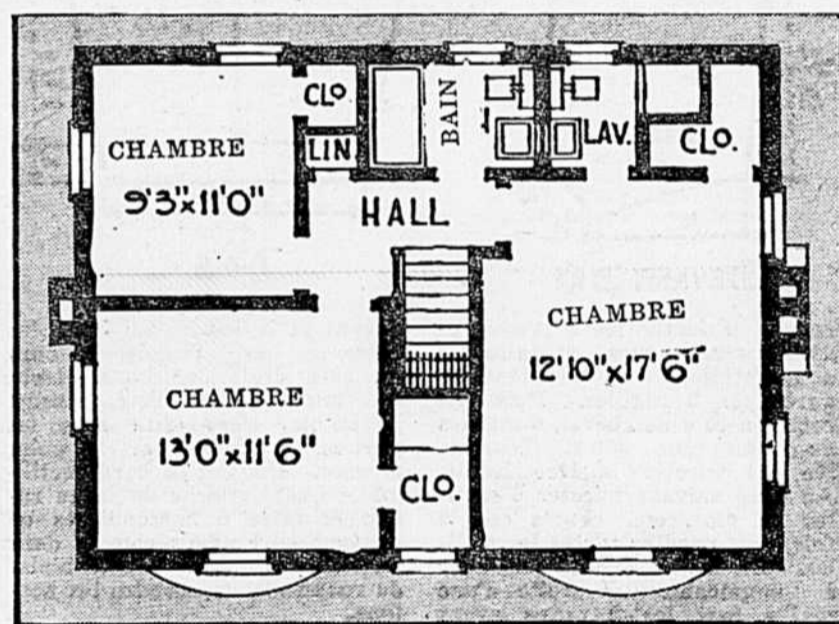 CLO
BAIN
LAV.
CLO.
LIN
CHAMBRE
9'3"x11'0"
HALL
CHAMBRE
12'10"x17'6"
CHAMBRE
13'0"x11'6"
CLO.